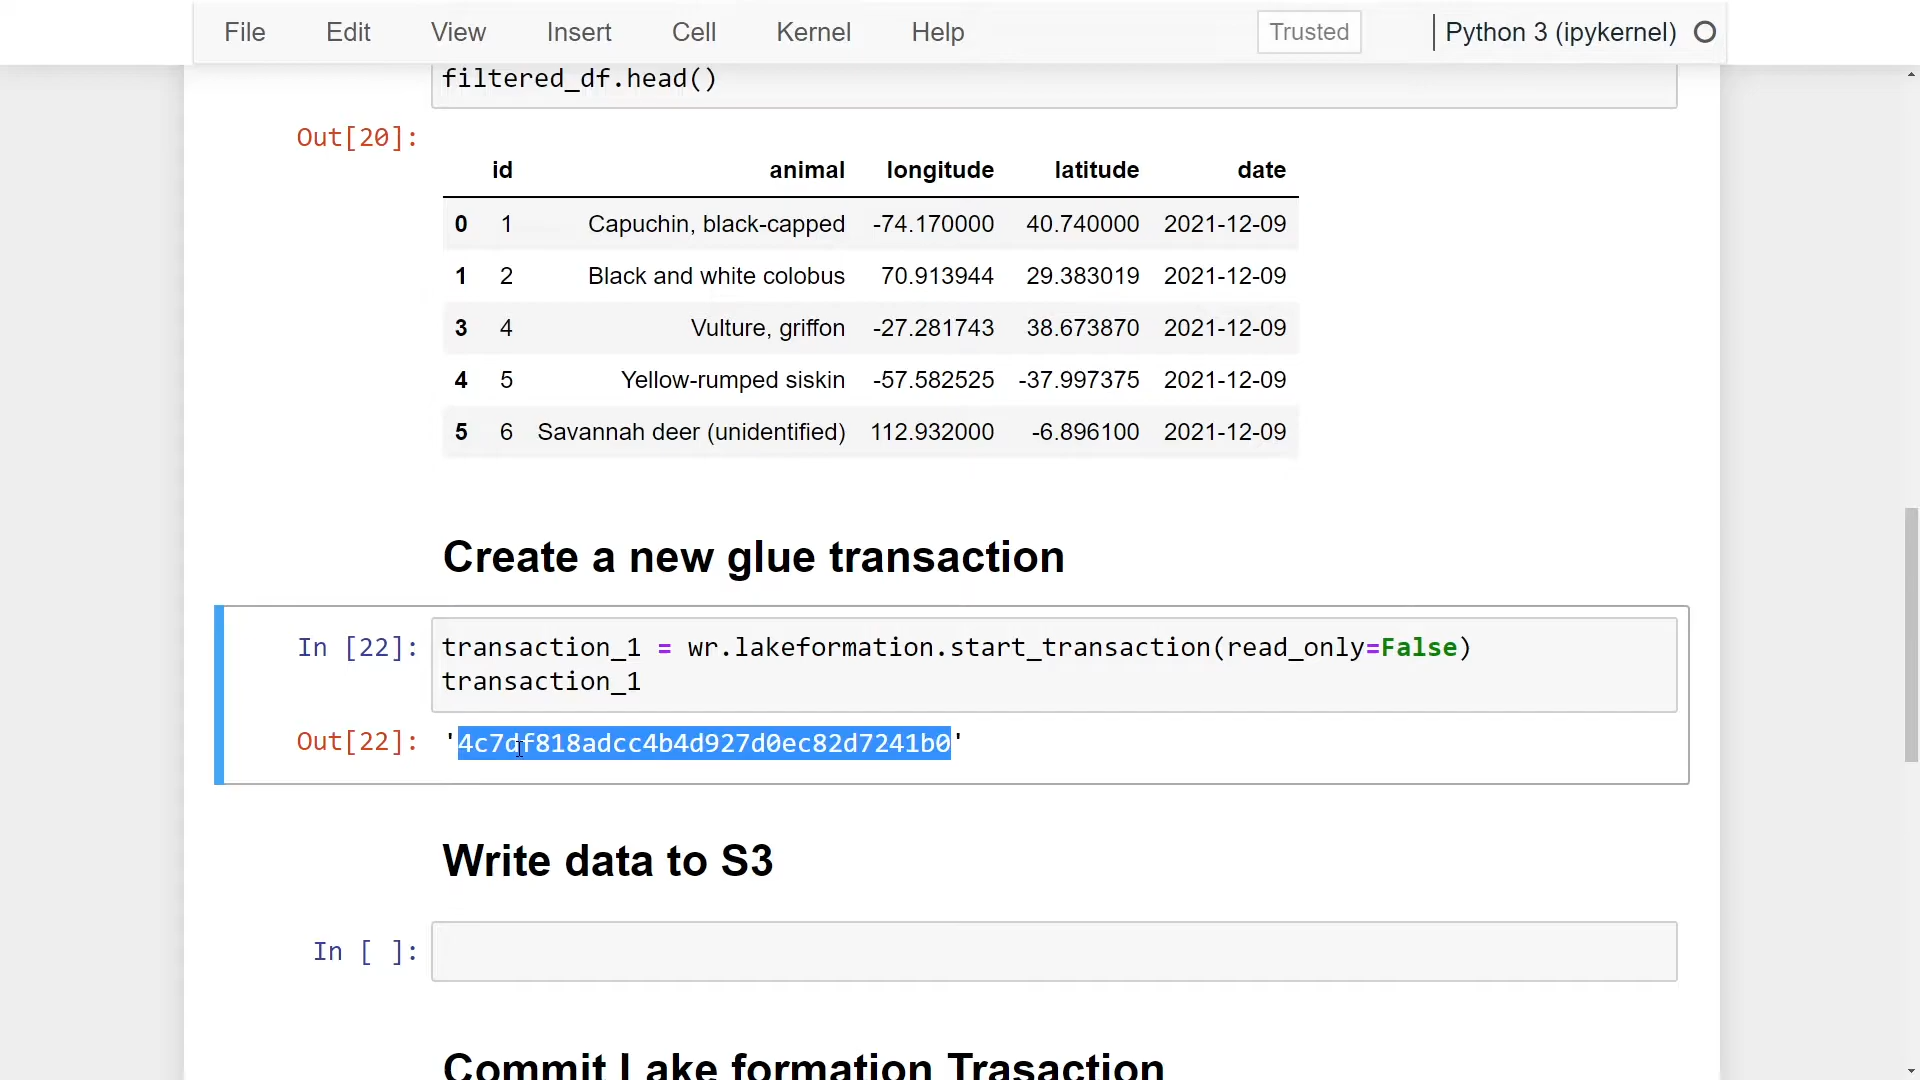 File Edit View Insert Cell Kernel Help Trusted Python 3 (ipykernel)
filtered_df.head()
Out[20]:
id animal longitude latitude date
0 1 Capuchin, black-capped -74.170000 40.740000 2021-12-09
1 2 Black and white colobus 70.913944 29.383019 2021-12-09
3 4 Vulture, griffon -27.281743 38.673870 2021-12-09
4 5 Yellow-rumped siskin -57.582525 -37.997375 2021-12-09
5 6 Savannah deer (unidentified) 112.932000 -6.896100 2021-12-09
Create a new glue transaction
In [22]: transaction_1 = wr.lakeformation.start_transaction(read_only=False)
transaction_1
Out[22]: '4c7df818adcc4b4d927d0ec82d7241b0'
Write data to S3
In [ ]:
Commit Lake formation Trasaction